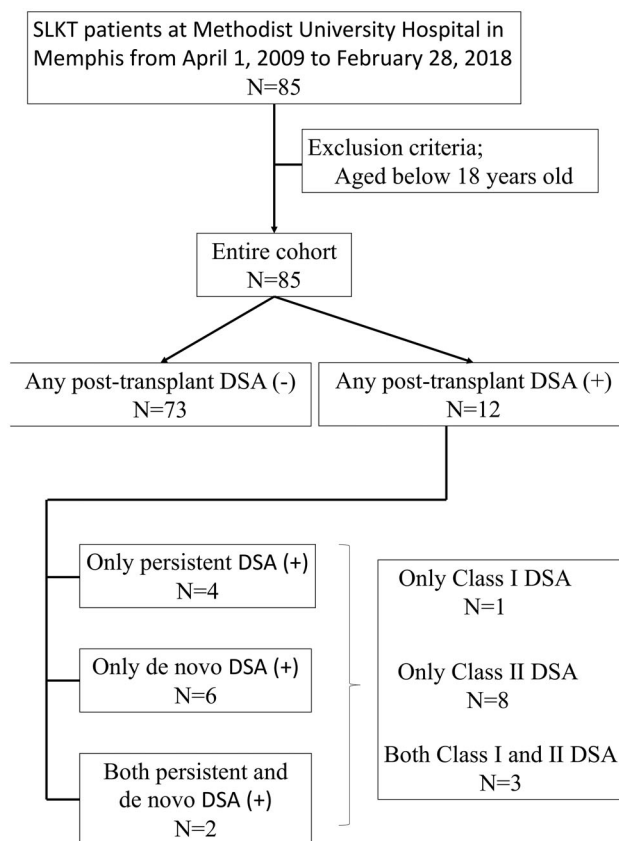 SLKT patients at Methodist University Hospital in
Memphis from April 1, 2009 to February 28, 2018
N=85
Exclusion criteria;
Aged below 18 years old
Entire cohort
N=85
Any post-transplant DSA (-)
N=73
Any post-transplant DSA (+)
N=12
Only persistent DSA (+)
N=4
Only de novo DSA (+)
N=6
Both persistent and
de novo DSA (+)
N=2
Only Class I DSA
N=1
Only Class II DSA
N=8
Both Class I and II DSA
N=3